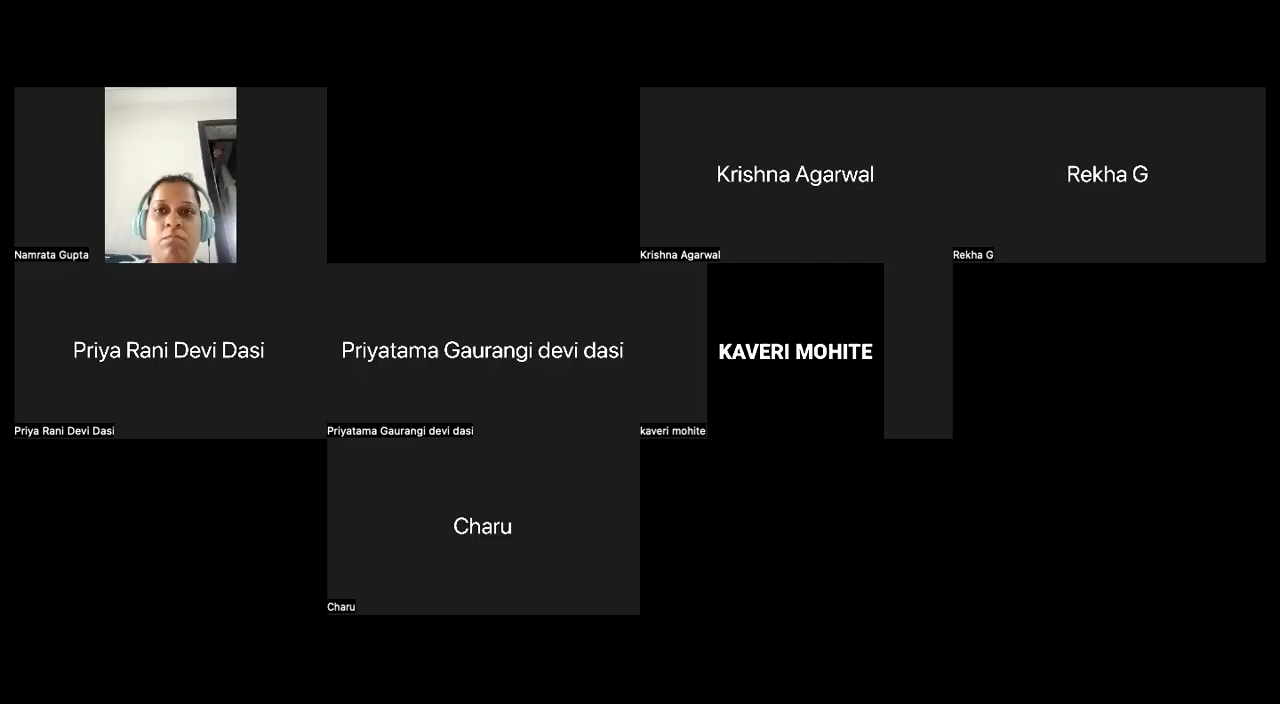 Krishna Agarwal
Rekha G
Namrata Gupta
Krishna Agarwal
Rekha G
Priya Rani Devi Dasi
Priyatama Gaurangi devi dasi
KAVERI MOHITE
Priya Rani Devi Dasi
Priyatama Gaurangi devi dasi
kaveri mohite
Charu
Charu